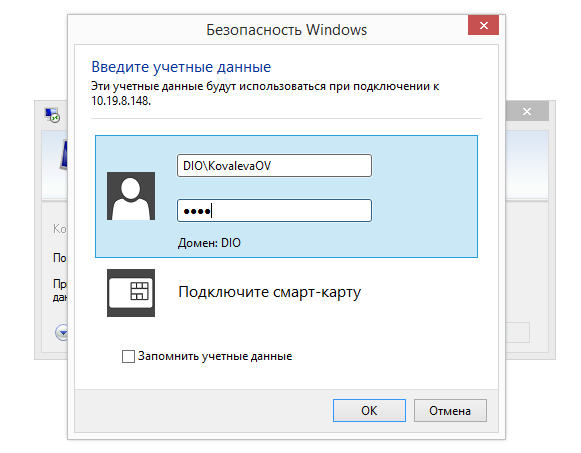 Безопасность Windows
Введите учетные данные
Эти учетные данные будут использоваться при подключении к
10.19.8.148.
DIO\KovalevaOV
••••
Домен: DIO
Подключите смарт-карту
Запомнить учетные данные
OK
Отмена
Ко
По
Пр
дан